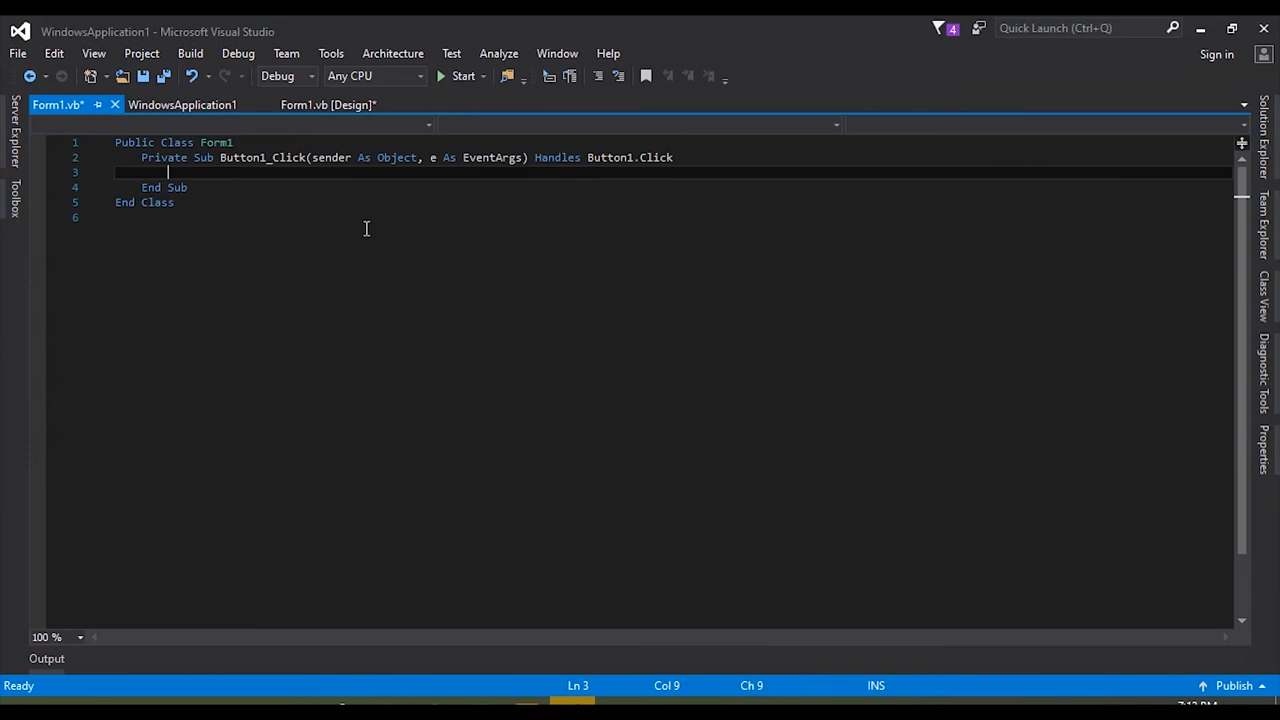 WindowsApplication1 - Microsoft Visual Studio
4
Quick Launch (Ctrl+Q)
File Edit View Project Build Debug Team Tools Architecture Test Analyze Window Help
Sign in
Debug Any CPU Start
Form1.vb* WindowsApplication1 Form1.vb [Design]*
1 Public Class Form1
2 Private Sub Button1_Click(sender As Object, e As EventArgs) Handles Button1.Click
3
4 End Sub
5 End Class
6
Server Explorer
Toolbox
Solution Explorer
Team Explorer
Class View
Diagnostic Tools
Properties
100 %
Output
Ready Ln 3 Col 9 Ch 9 INS Publish